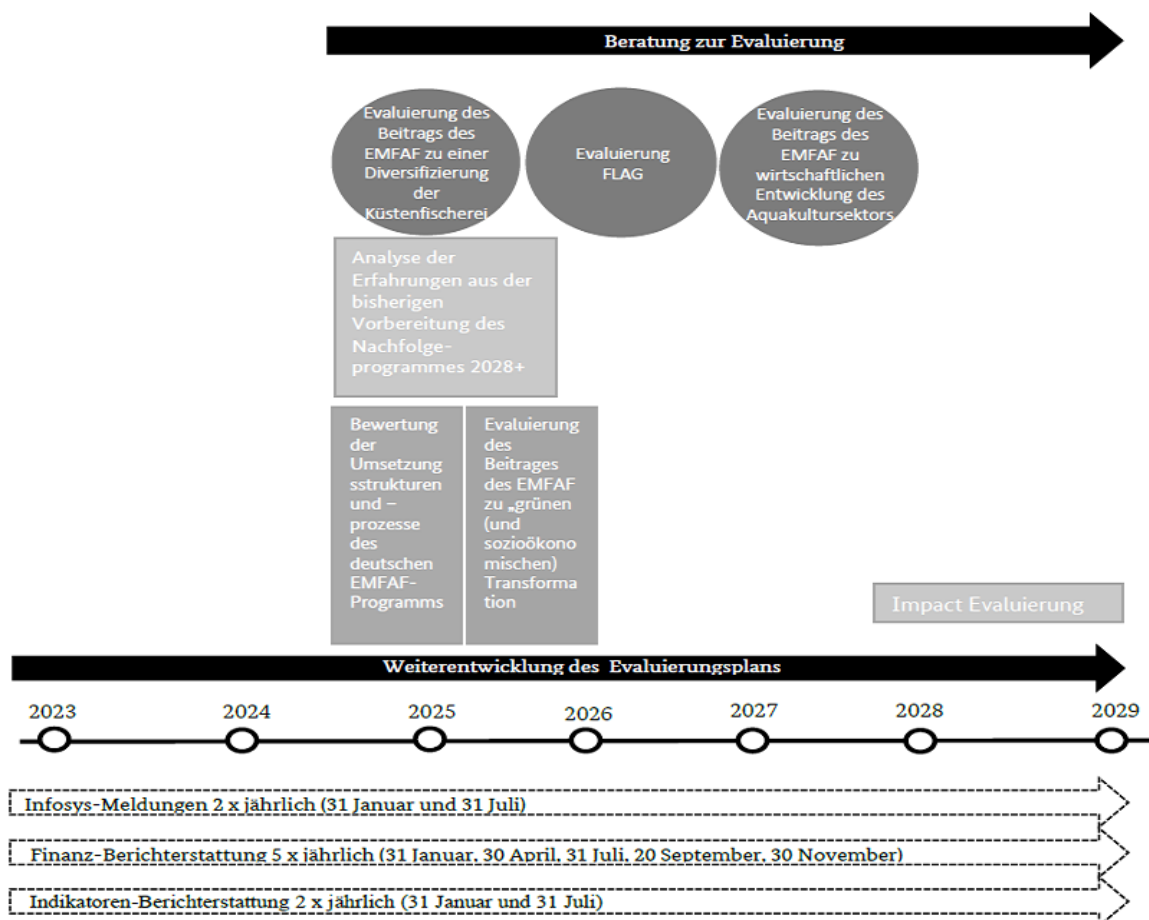 Beratung zur Evaluierung
Evaluierung des
Beitrags des
EMFAF zu einer
Diversifizierung
der
Küstenfischerei
Evaluierung
FLAG
Evaluierung des
Beitrags des
EMFAF zu
wirtschaftlichen
Entwicklung des
Aquakultursektors
Analyse der
Erfahrungen aus der
bisherigen
Vorbereitung des
Nachfolge-
programmes 2028+
Bewertung
der
Umsetzung
sstrukturen
und –
prozesse
des
deutschen
EMFAF-
Programms
Evaluierung
des
Beitrages
des EMFAF
zu „grünen
(und
sozioökono
mischen)
Transforma
tion
Impact Evaluierung
Weiterentwicklung des Evaluierungsplans
2023 2024 2025 2026 2027 2028 2029
Infosys-Meldungen 2 x jährlich (31 Januar und 31 Juli)
Finanz-Berichterstattung 5 x jährlich (31 Januar, 30 April, 31 Juli, 20 September, 30 November)
Indikatoren-Berichterstattung 2 x jährlich (31 Januar und 31 Juli)